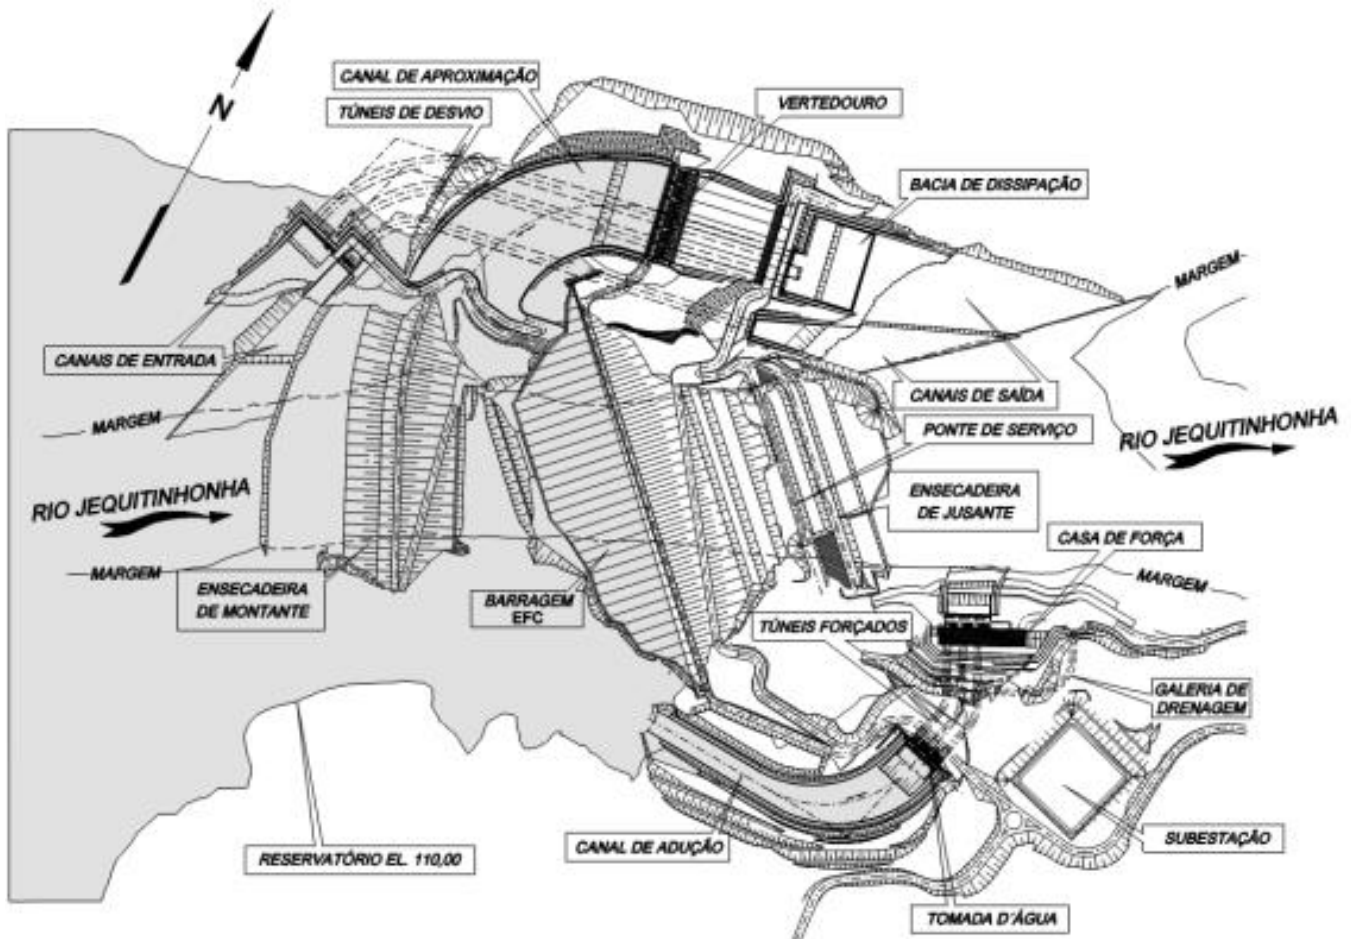 N
CANAL DE APROXIMAÇÃO
TÚNEIS DE DESVIO
VERTEDOURO
BACIA DE DISSIPAÇÃO
MARGEM
CANAIS DE ENTRADA
CANAIS DE SAÍDA
MARGEM
PONTE DE SERVIÇO
RIO JEQUITINHONHA
RIO JEQUITINHONHA
ENSECADEIRA
DE JUSANTE
CASA DE FORÇA
MARGEM
MARGEM
ENSECADEIRA
DE MONTANTE
BARRAGEM
EFC
TÚNEIS FORÇADOS
GALERIA DE
DRENAGEM
RESERVATÓRIO EL. 110,00
CANAL DE ADUÇÃO
SUBESTAÇÃO
TOMADA D'ÁGUA